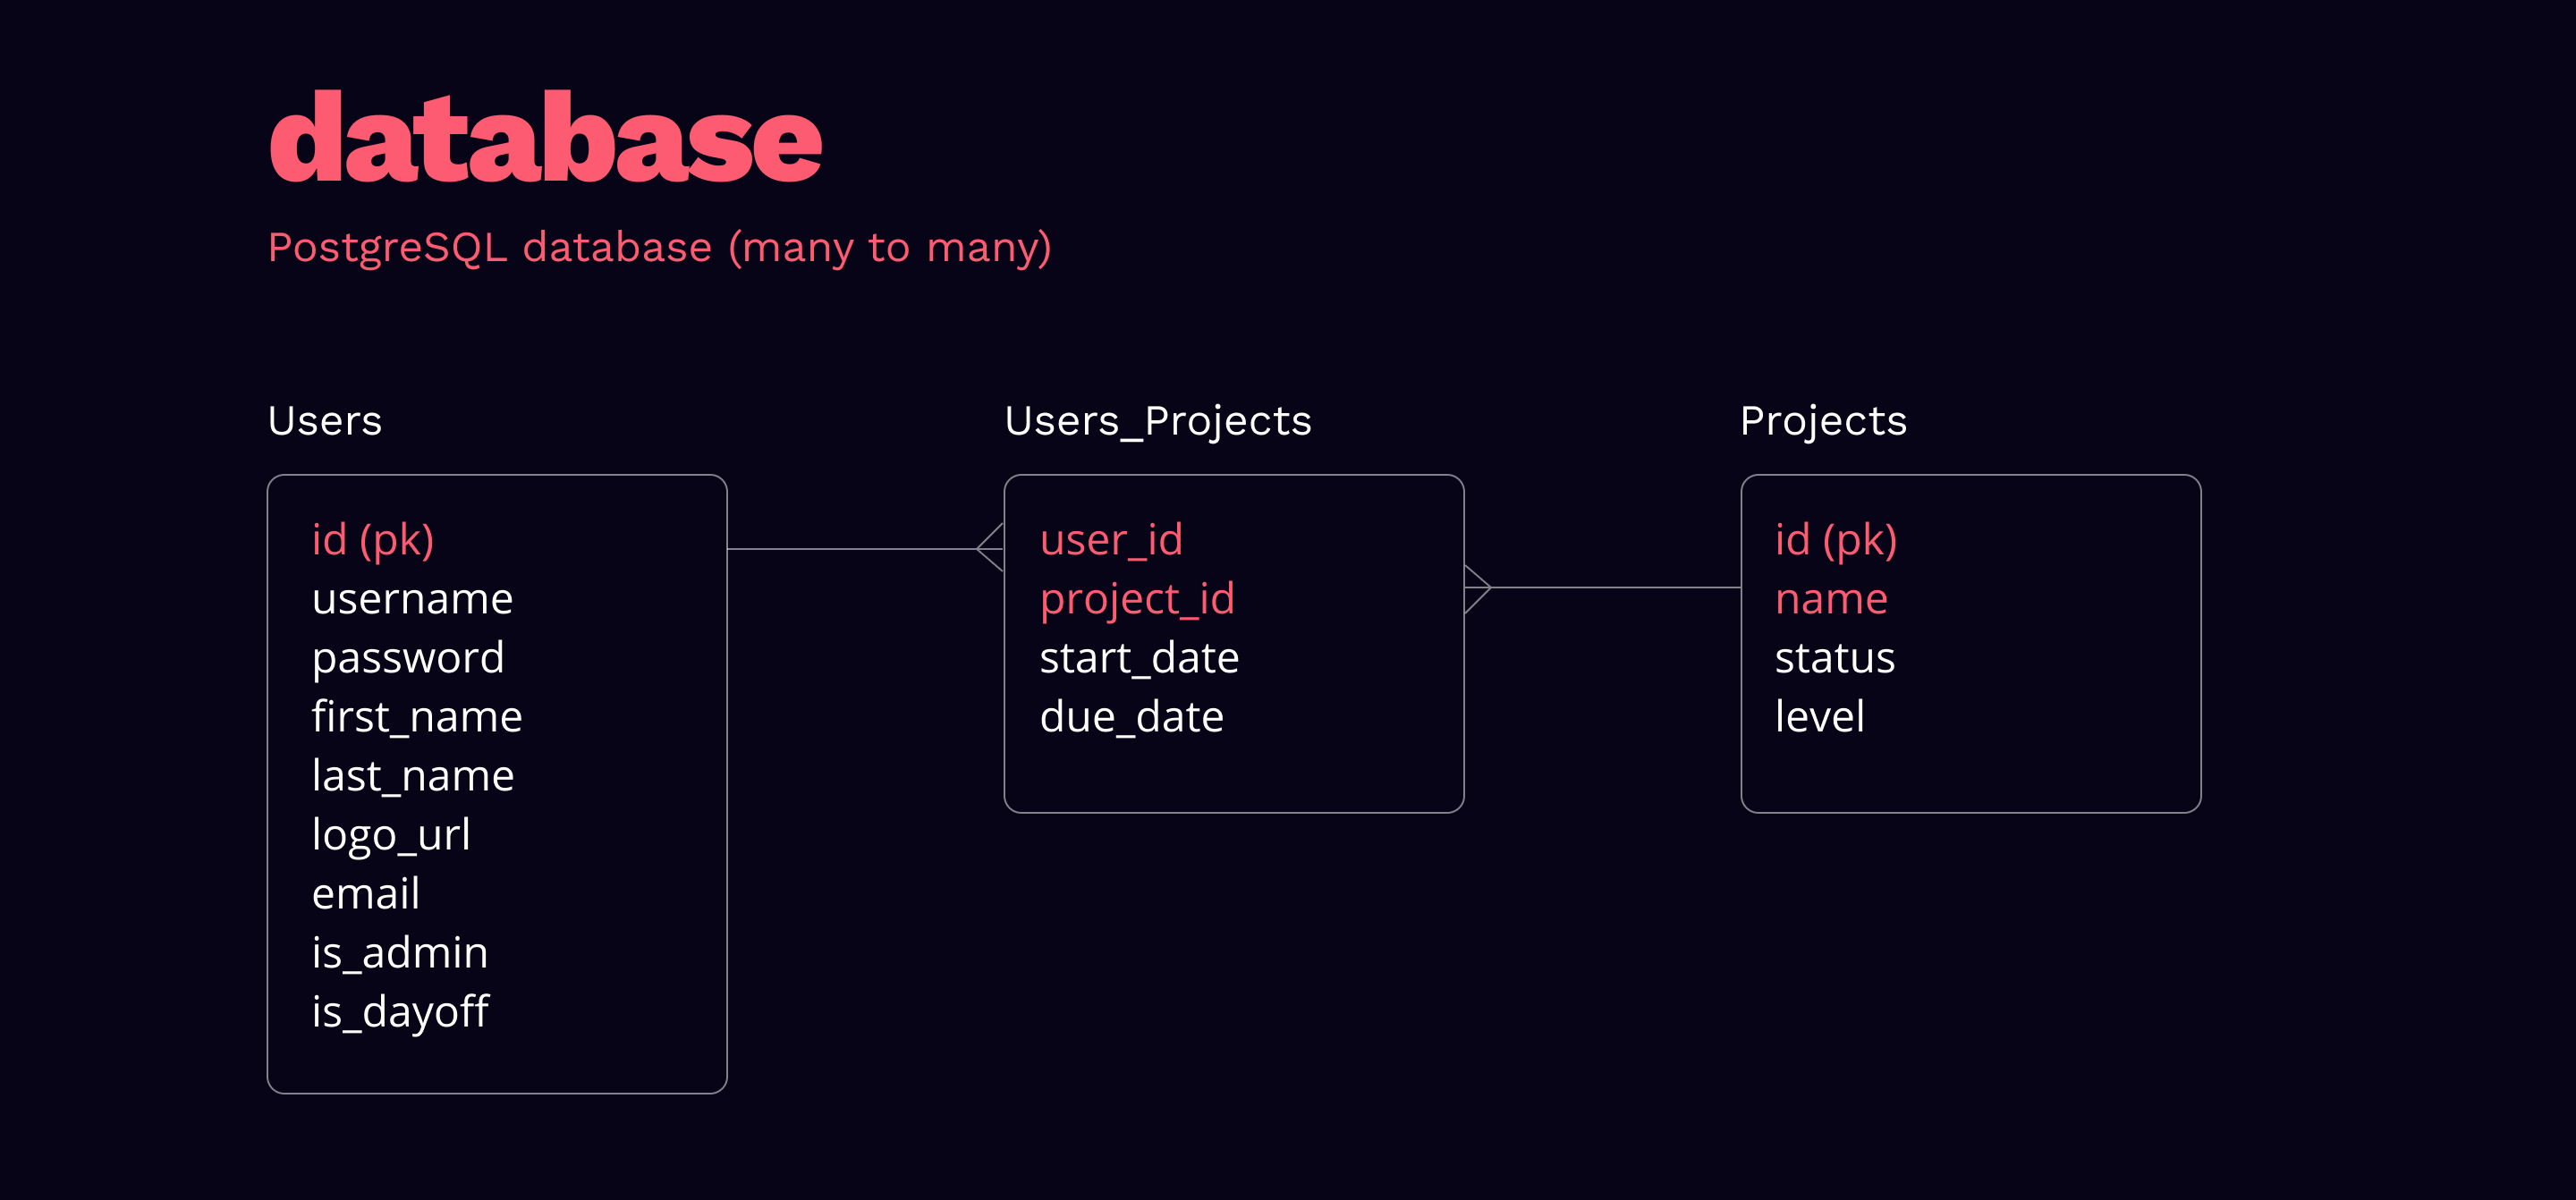 database
PostgreSQL database (many to many)
Users
id (pk)
username
password
first_name
last_name
logo_url
email
is_admin
is_dayoff
Users_Projects
user_id
project_id
start_date
due_date
Projects
id (pk)
name
status
level